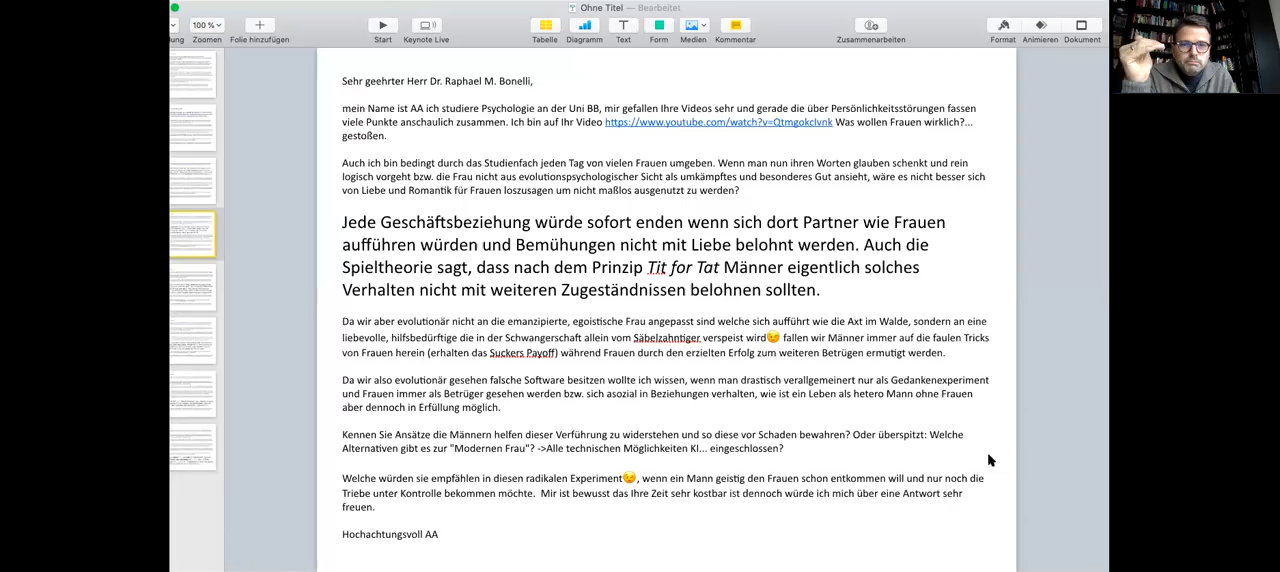 Ohne Titel — Bearbeitet
100 %
Zoomen
Folie hinzufügen
Start
Keynote Live
Tabelle
Diagramm
Text
Form
Medien
Kommentar
Zusammenarbeiten
Format
Animieren
Dokument
Sehr geehrter Herr Dr. Raphael M. Bonelli,
mein Name ist AA ich studiere Psychologie an der Uni BB, mir gefallen Ihre Videos sehr und gerade die über Persönlichkeitsstörungen fassen
die Punkte anschaulich zusammen. Ich bin auf Ihr Video https://www.youtube.com/watch?v=QtmgokcIvnk Was wollen Frauen wirklich?...
gestoßen.
Auch ich bin bedingt durch das Studienfach jeden Tag von vielen Frauen umgeben. Wenn man nun ihren Worten glauben schenkt und rein
logisch vorgeht bzw. die Frau nicht aus evolutionspsychologischer Sicht als umkämpftes und besonderes Gut ansieht, wäre es nicht besser sich
von Liebe und Romantik für Frauen loszusagen um nicht maßlos ausgenutzt zu werden?
Jede Geschäftsbeziehung würde sofort enden wenn sich dort Partner wie Frauen
aufführen würden und Bemühungen nicht mit Liebe belohnt werden. Auch die
Spieltheorie sagt, dass nach dem Prinzip Tit for Tat Männer eigentlich solches
Verhalten nicht mit weiteren Zugeständnissen belohnen sollten.
Da wir aber evolutionär nicht an die emanzipierte, egoistische Frau angepasst sind welche sich aufführt wie die Axt im Walde, sondern an eine
liebevolle, hilfsbedürftige die in der Schwangerschaft allein vom Säbelzahntiger verspeist wird😉 fallen wir Männer immer auf die faulen Tricks
von Frauen herein (ernten das Suckers Payoff) während Frauen durch den erzielten Erfolg zum weiteren Betrügen ermutigt werden.
Da wir also evolutionär gesehen falsche Software besitzen wollte ich wissen, wenn man drastisch verallgemeinert nur als Gedankenexperiment
und Frauen immer als Betrüger gesehen werden bzw. sich asozial in Beziehungen verhalten, wie ist ein Leben als hetero Mann ohne Frauen
aber dennoch in Erfüllung möglich.
Kennen Sie Ansätze die Männern helfen dieser Verführung zu widerstehen und so diese vor Schaden bewahren? Oder überspitzt: Welche
Alternativen gibt es zum "Modell einen Frau"? ->Alle technischen Möglichkeiten KI… eingeschlossen?
Welche würden sie empfählen in diesen radikalen Experiment😉, wenn ein Mann geistig den Frauen schon entkommen will und nur noch die
Triebe unter Kontrolle bekommen möchte. Mir ist bewusst das Ihre Zeit sehr kostbar ist dennoch würde ich mich über eine Antwort sehr
freuen.
Hochachtungsvoll AA